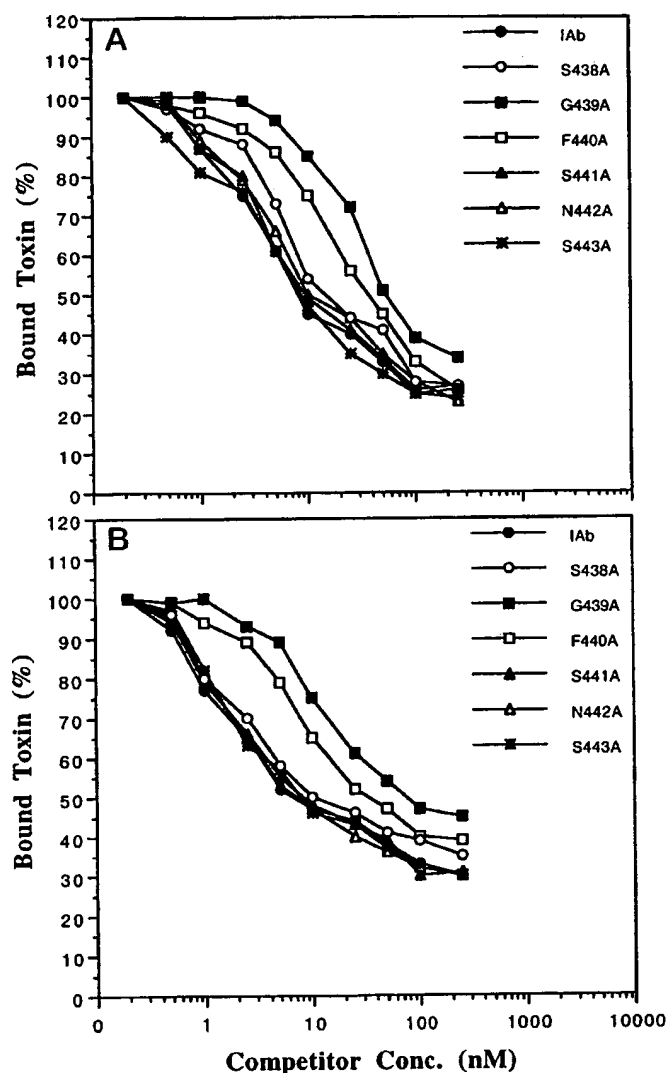 A
120
110
100
90
80
70
60
50
40
30
20
10
0
Bound Toxin (%)
IAb
S438A
G439A
F440A
S441A
N442A
S443A
B
120
110
100
90
80
70
60
50
40
30
20
10
0
Bound Toxin (%)
IAb
S438A
G439A
F440A
S441A
N442A
S443A
0 1 10 100 1000 10000
Competitor Conc. (nM)